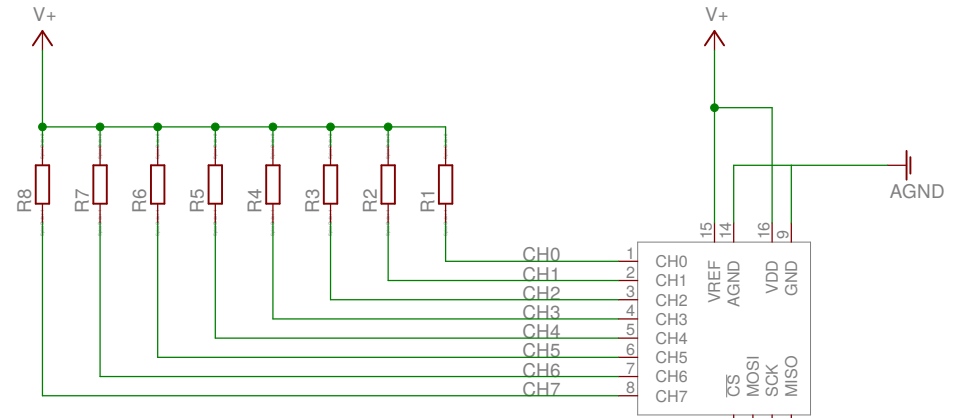 V+
V+
R8
R7
R6
R5
R4
R3
R2
R1
AGND
15
14
16
9
CH0 1 CH0
CH1 2 CH1
CH2 3 CH2
CH3 4 CH3
CH4 5 CH4
CH5 6 CH5
CH6 7 CH6
CH7 8 CH7
VREF
AGND
VDD
GND
CS
MOSI
SCK
MISO